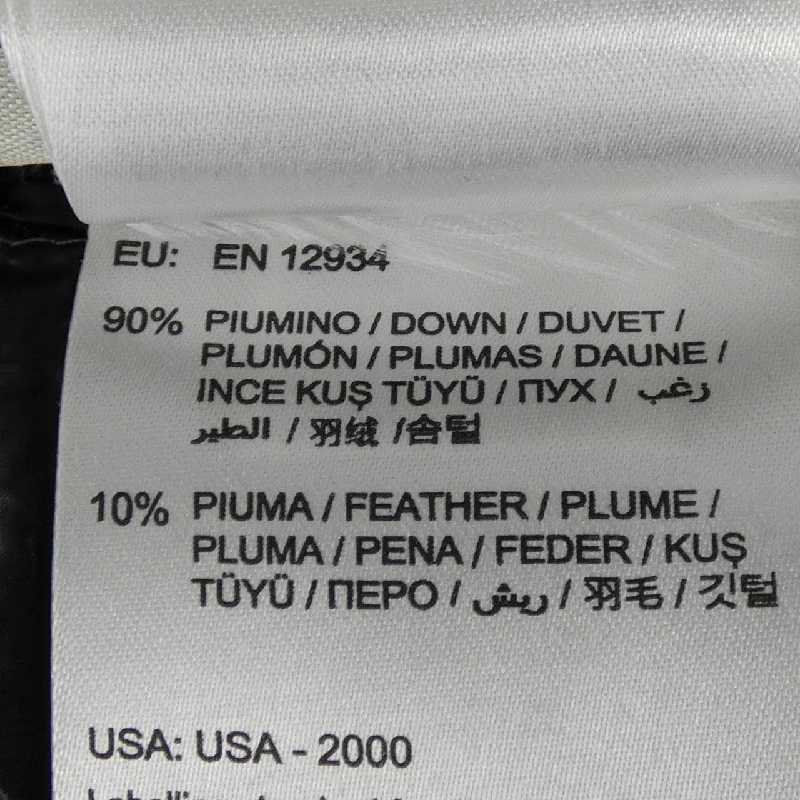 EU: EN 12934
90% PIUMINO / DOWN / DUVET /
PLUMÓN / PLUMAS / DAUNE /
INCE KUŞ TÜYÜ / ПУХ / زغب
الطير / 羽绒 /솜털
10% PIUMA / FEATHER / PLUME /
PLUMA / PENA / FEDER / KUŞ
TÜYÜ / ПЕРО / ريش / 羽毛 / 깃털
USA: USA - 2000